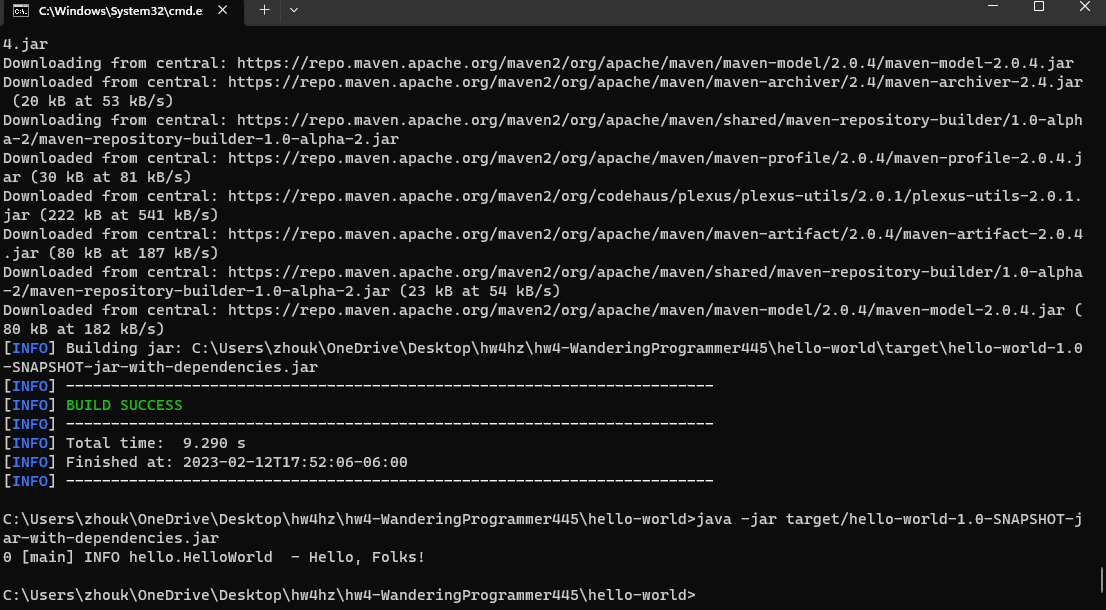 C:\Windows\System32\cmd.e
4.jar
Downloading from central: https://repo.maven.apache.org/maven2/org/apache/maven/maven-model/2.0.4/maven-model-2.0.4.jar
Downloaded from central: https://repo.maven.apache.org/maven2/org/apache/maven/maven-archiver/2.4/maven-archiver-2.4.jar
 (20 kB at 53 kB/s)
Downloading from central: https://repo.maven.apache.org/maven2/org/apache/maven/shared/maven-repository-builder/1.0-alph
a-2/maven-repository-builder-1.0-alpha-2.jar
Downloaded from central: https://repo.maven.apache.org/maven2/org/apache/maven/maven-profile/2.0.4/maven-profile-2.0.4.j
ar (30 kB at 81 kB/s)
Downloaded from central: https://repo.maven.apache.org/maven2/org/codehaus/plexus/plexus-utils/2.0.1/plexus-utils-2.0.1.
jar (222 kB at 541 kB/s)
Downloaded from central: https://repo.maven.apache.org/maven2/org/apache/maven/maven-artifact/2.0.4/maven-artifact-2.0.4
.jar (80 kB at 187 kB/s)
Downloaded from central: https://repo.maven.apache.org/maven2/org/apache/maven/shared/maven-repository-builder/1.0-alpha
-2/maven-repository-builder-1.0-alpha-2.jar (23 kB at 54 kB/s)
Downloaded from central: https://repo.maven.apache.org/maven2/org/apache/maven/maven-model/2.0.4/maven-model-2.0.4.jar (
80 kB at 182 kB/s)
[INFO] Building jar: C:\Users\zhouk\OneDrive\Desktop\hw4hz\hw4-WanderingProgrammer445\hello-world\target\hello-world-1.0
-SNAPSHOT-jar-with-dependencies.jar
[INFO] ------------------------------------------------------------------------
[INFO] BUILD SUCCESS
[INFO] ------------------------------------------------------------------------
[INFO] Total time:  9.290 s
[INFO] Finished at: 2023-02-12T17:52:06-06:00
[INFO] ------------------------------------------------------------------------
C:\Users\zhouk\OneDrive\Desktop\hw4hz\hw4-WanderingProgrammer445\hello-world>java -jar target/hello-world-1.0-SNAPSHOT-j
ar-with-dependencies.jar
0 [main] INFO hello.HelloWorld  - Hello, Folks!
C:\Users\zhouk\OneDrive\Desktop\hw4hz\hw4-WanderingProgrammer445\hello-world>